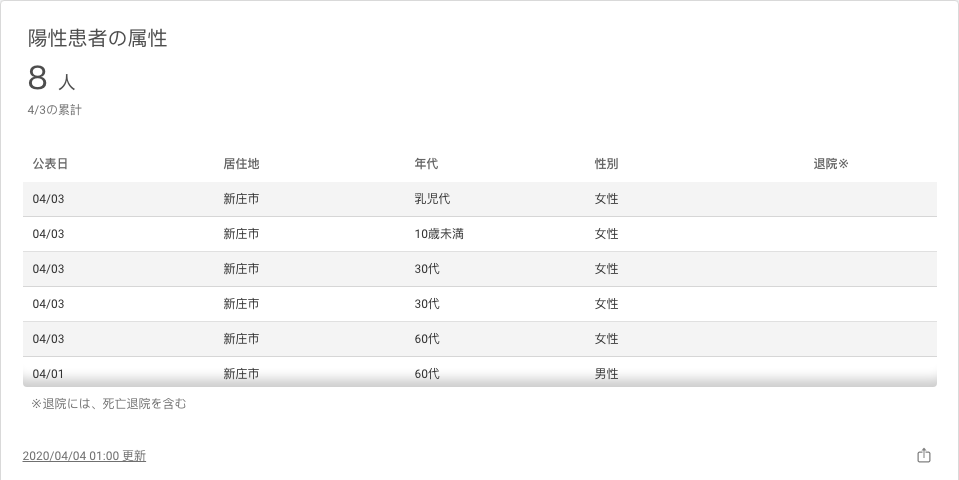 陽性患者の属性
8 人
4/3の累計
公表日 居住地 年代 性別 退院※
04/03 新庄市 乳児代 女性
04/03 新庄市 10歳未満 女性
04/03 新庄市 30代 女性
04/03 新庄市 30代 女性
04/03 新庄市 60代 女性
04/01 新庄市 60代 男性
※退院には、死亡退院を含む
2020/04/04 01:00 更新